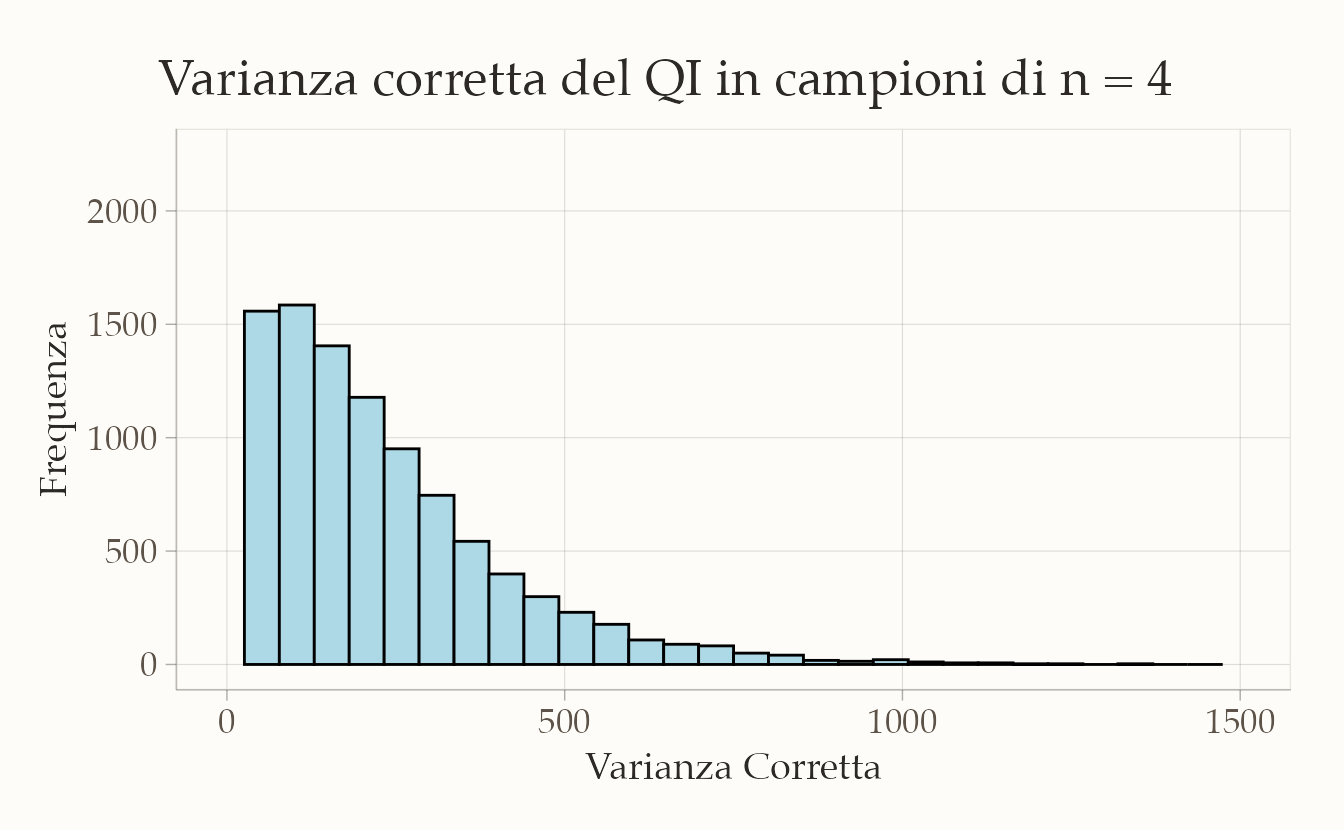 Varianza corretta del QI in campioni di n = 4
Frequenza
2000
1500
1000
500
0
0 500 1000 1500
Varianza Corretta